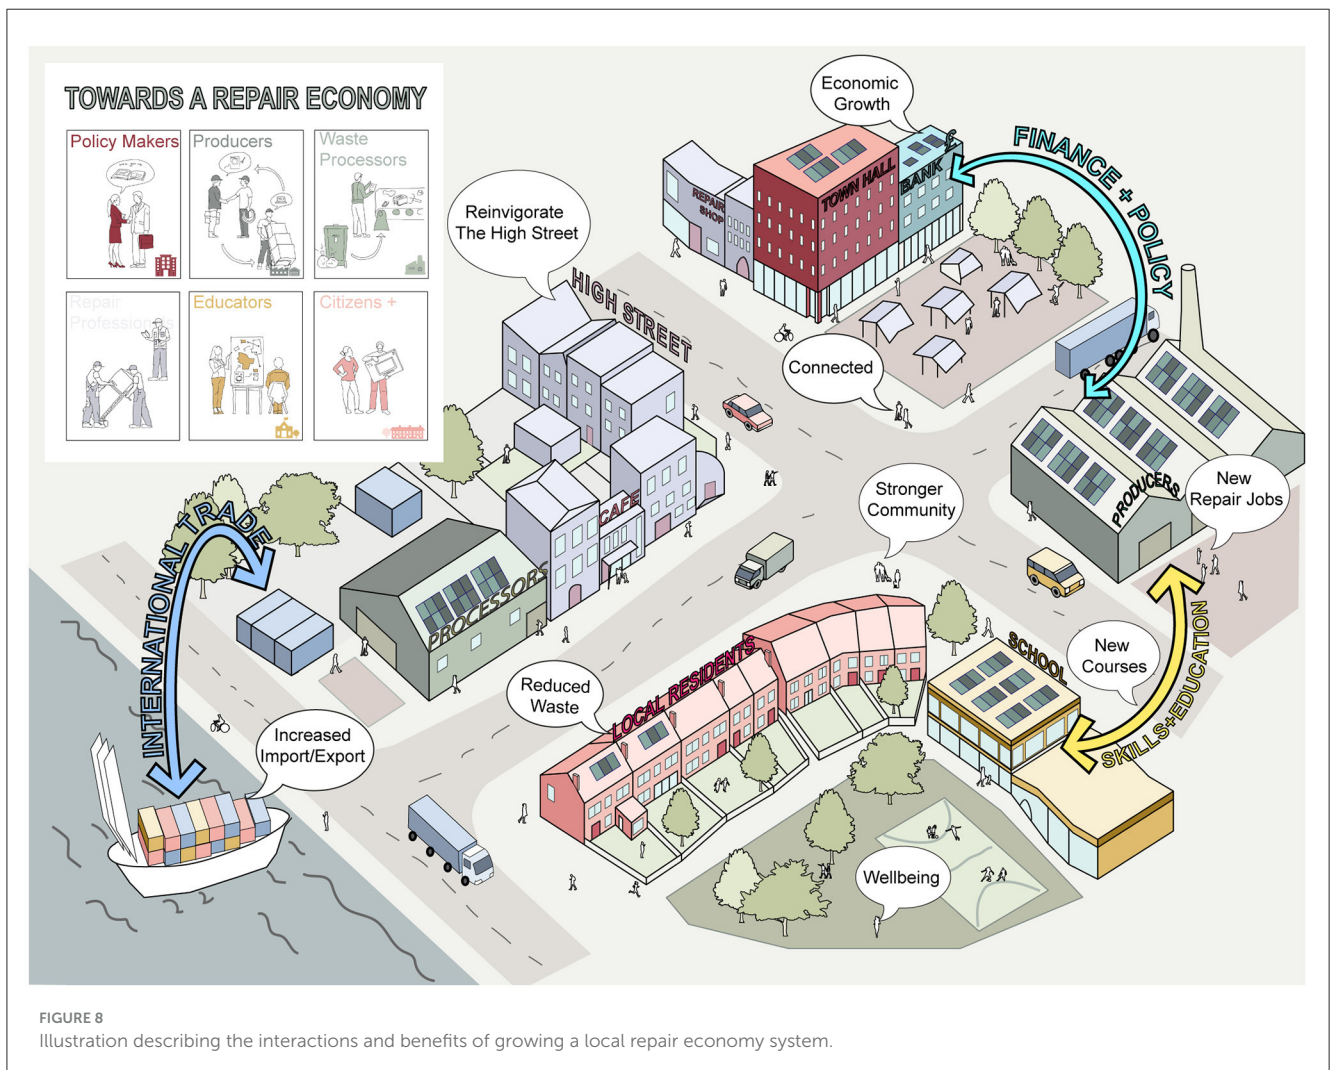 TOWARDS A REPAIR ECONOMY
Policy Makers
Producers
Waste
Processors
Repair
Professionals
Educators
Citizens +
Economic
Growth
FINANCE + POLICY
£
BANK
TOWN HALL
REPAIR
SHOP
Reinvigorate
The High Street
HIGH STREET
Connected
PRODUCERS
New
Repair Jobs
Stronger
Community
CAFE
INTERNATIONAL TRADE
PROCESSORS
New
Courses
SCHOOL
SKILLS+EDUCATION
LOCAL RESIDENTS
Reduced
Waste
Increased
Import/Export
Wellbeing
FIGURE 8
Illustration describing the interactions and benefits of growing a local repair economy system.